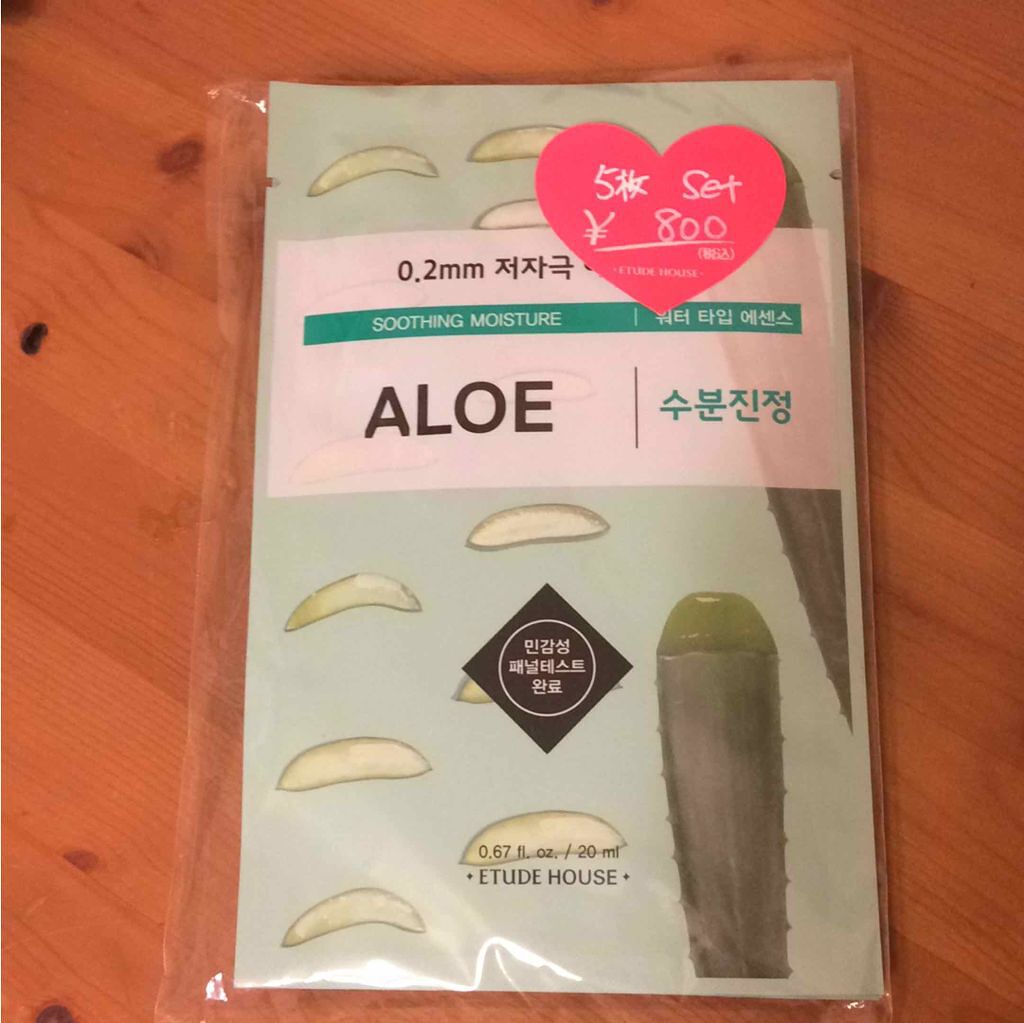 5枚 Set
¥ 800
(税込)
ETUDE HOUSE
0.2mm 저자극
SOOTHING MOISTURE | 워터 타입 에센스
ALOE | 수분진정
민감성
패널테스트
완료
0.67 fl. oz. / 20 ml
ETUDE HOUSE